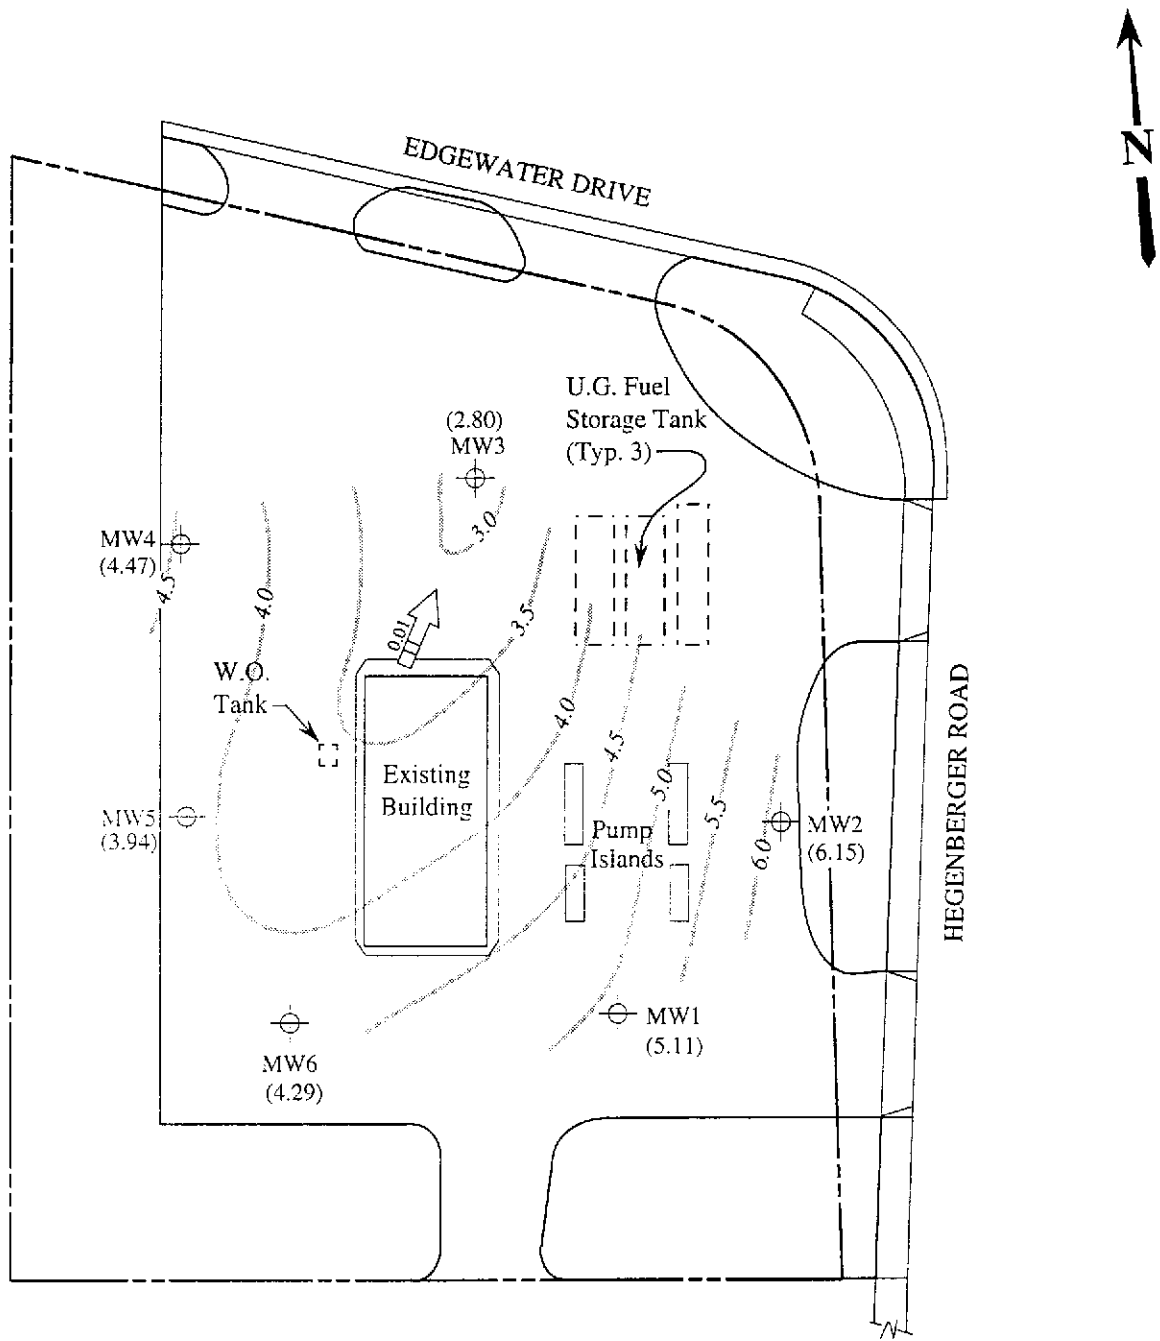 N
EDGEWATER DRIVE
U.G. Fuel
Storage Tank
(Typ. 3)
(2.80)
MW3
3.0
MW4
(4.47)
4.5
4.0
0.01
3.5
W.O.
Tank
4.0
4.5
5.0
5.5
6.0
Existing
Building
MW5
(3.94)
Pump
Islands
MW2
(6.15)
HEGENBERGER ROAD
MW1
(5.11)
MW6
(4.29)
N